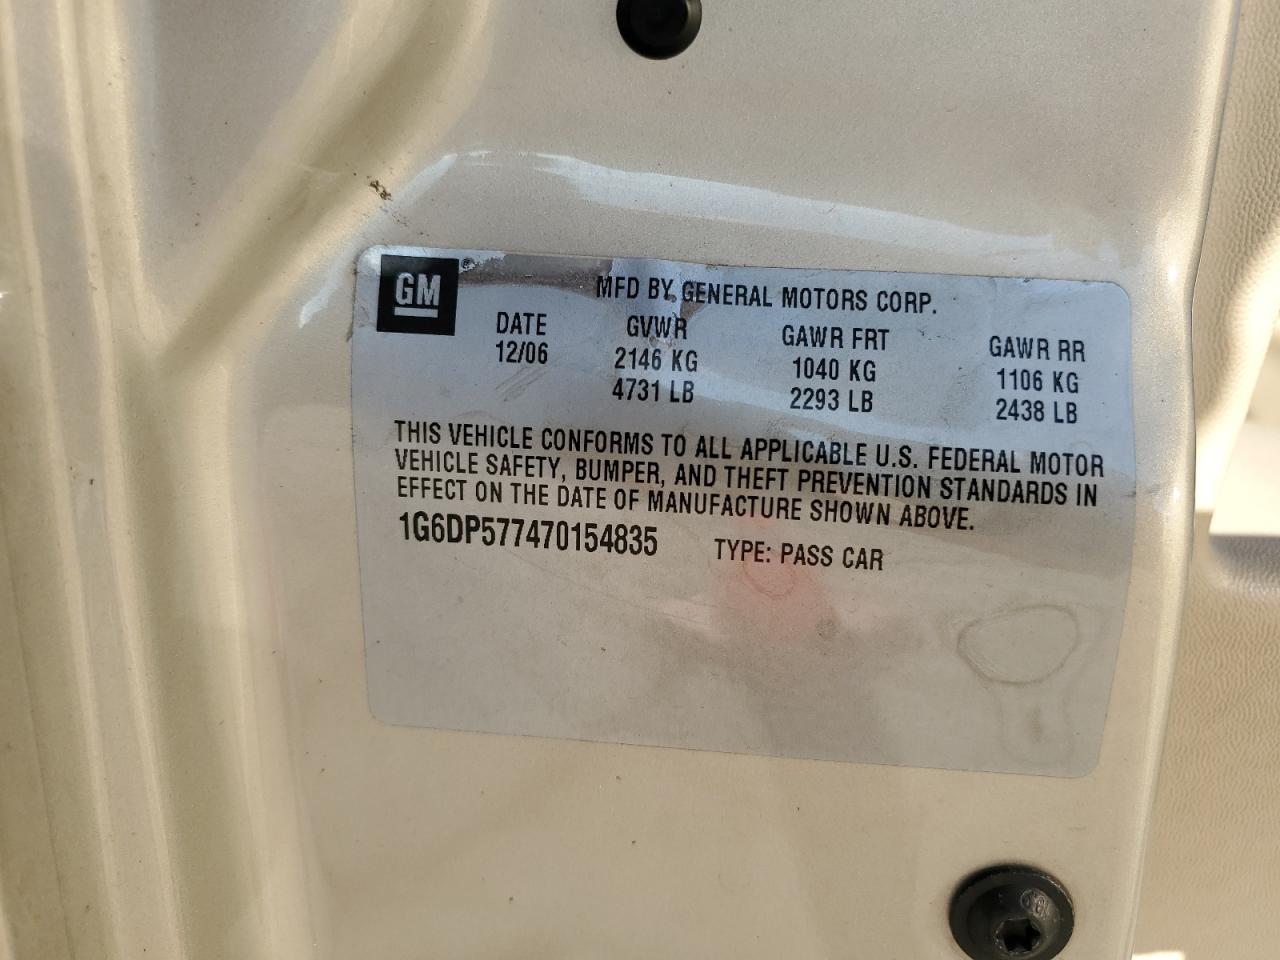 GM
MFD BY GENERAL MOTORS CORP.
DATE GVWR GAWR FRT GAWR RR
12/06 2146 KG 1040 KG 1106 KG
4731 LB 2293 LB 2438 LB
THIS VEHICLE CONFORMS TO ALL APPLICABLE U.S. FEDERAL MOTOR
VEHICLE SAFETY, BUMPER, AND THEFT PREVENTION STANDARDS IN
EFFECT ON THE DATE OF MANUFACTURE SHOWN ABOVE.
1G6DP577470154835 TYPE: PASS CAR